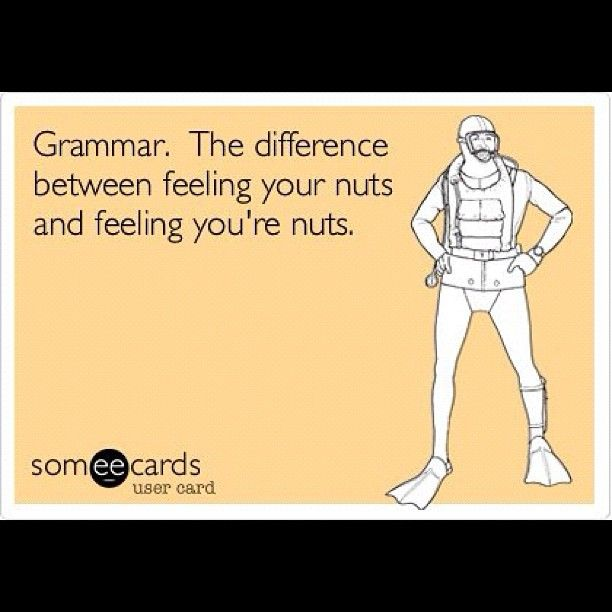 Grammar. The difference
between feeling your nuts
and feeling you're nuts.
someecards
user card